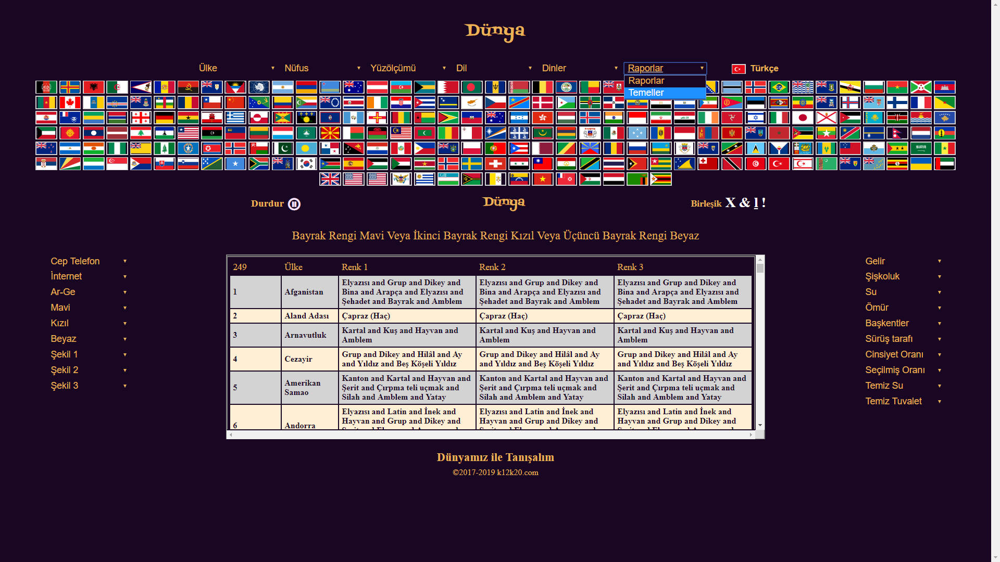 Dünya
Ülke Nüfus Yüzölçümü Dil Dinler Raporlar Türkçe
Raporlar
Temeller
Durdur Dünya Birleşik X & ḻ !
Bayrak Rengi Mavi Veya İkinci Bayrak Rengi Kızıl Veya Üçüncü Bayrak Rengi Beyaz
Cep Telefon
İnternet
Ar-Ge
Mavi
Kızıl
Beyaz
Şekil 1
Şekil 2
Şekil 3
249 Ülke Renk 1 Renk 2 Renk 3
Elyazısı and Grup and Dikey and Elyazısı and Grup and Dikey and Elyazısı and Grup and Dikey and
1 Afganistan Bina and Arapça and Elyazısı and Bina and Arapça and Elyazısı and Bina and Arapça and Elyazısı and
Şehadet and Bayrak and Amblem Şehadet and Bayrak and Amblem Şehadet and Bayrak and Amblem
2 Aland Adası Çapraz (Haç) Çapraz (Haç) Çapraz (Haç)
3 Arnavutluk Kartal and Kuş and Hayvan and Kartal and Kuş and Hayvan and Kartal and Kuş and Hayvan and
Amblem Amblem Amblem
4 Cezayir Grup and Dikey and Hilâl and Ay Grup and Dikey and Hilâl and Ay Grup and Dikey and Hilâl and Ay
and Yıldız and Beş Köşeli Yıldız and Yıldız and Beş Köşeli Yıldız and Yıldız and Beş Köşeli Yıldız
Kanton and Kartal and Hayvan and Kanton and Kartal and Hayvan and Kanton and Kartal and Hayvan and
5 Amerikan Samao Şerit and Çırpma teli uçmak and Şerit and Çırpma teli uçmak and Şerit and Çırpma teli uçmak and
Silah and Amblem and Yatay Silah and Amblem and Yatay Silah and Amblem and Yatay
Elyazısı and Latin and İnek and Elyazısı and Latin and İnek and Elyazısı and Latin and İnek and
6 Andorra Hayvan and Grup and Dikey and Hayvan and Grup and Dikey and Hayvan and Grup and Dikey and
Gelir
Şişkoluk
Su
Ömür
Başkentler
Sürüş tarafı
Cinsiyet Oranı
Seçilmiş Oranı
Temiz Su
Temiz Tuvalet
Dünyamız ile Tanışalım
©2017-2019 k12k20.com